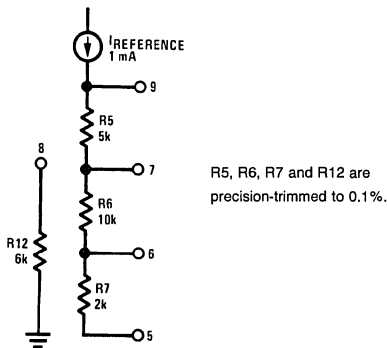 IREFERENCE
1 mA
9
R5
5k
8
7
R5, R6, R7 and R12 are
precision-trimmed to 0.1%.
R6
10k
R12
6k
6
R7
2k
5